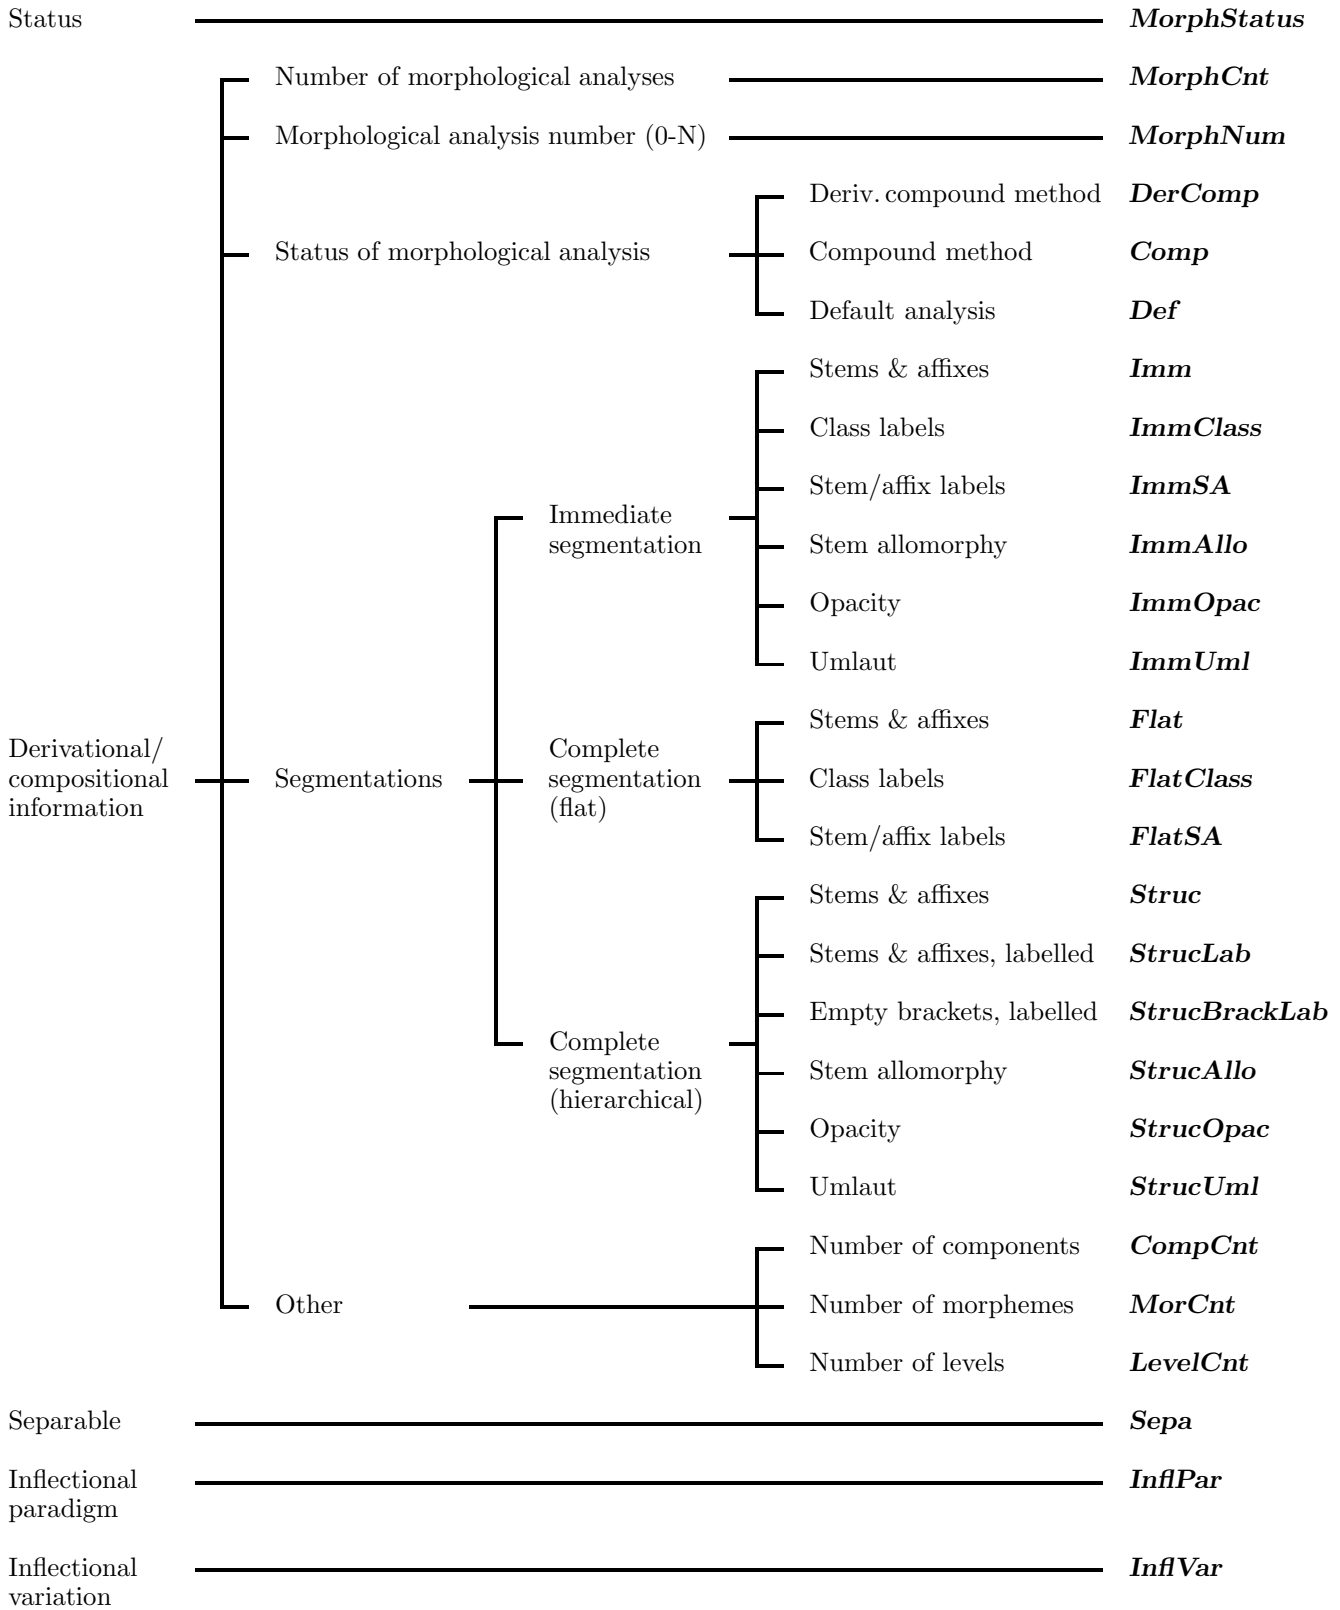 Status MorphStatus
Number of morphological analyses MorphCnt
Morphological analysis number (0-N) MorphNum
Deriv. compound method DerComp
Status of morphological analysis Compound method Comp
Default analysis Def
Stems & affixes Imm
Class labels ImmClass
Stem/affix labels ImmSA
Immediate
segmentation Stem allomorphy ImmAllo
Opacity ImmOpac
Umlaut ImmUml
Stems & affixes Flat
Derivational/ Complete
compositional Segmentations segmentation Class labels FlatClass
information (flat)
Stem/affix labels FlatSA
Stems & affixes Struc
Stems & affixes, labelled StrucLab
Empty brackets, labelled StrucBrackLab
Complete
segmentation Stem allomorphy StrucAllo
(hierarchical)
Opacity StrucOpac
Umlaut StrucUml
Number of components CompCnt
Other Number of morphemes MorCnt
Number of levels LevelCnt
Separable Sepa
Inflectional InflPar
paradigm
Inflectional InflVar
variation